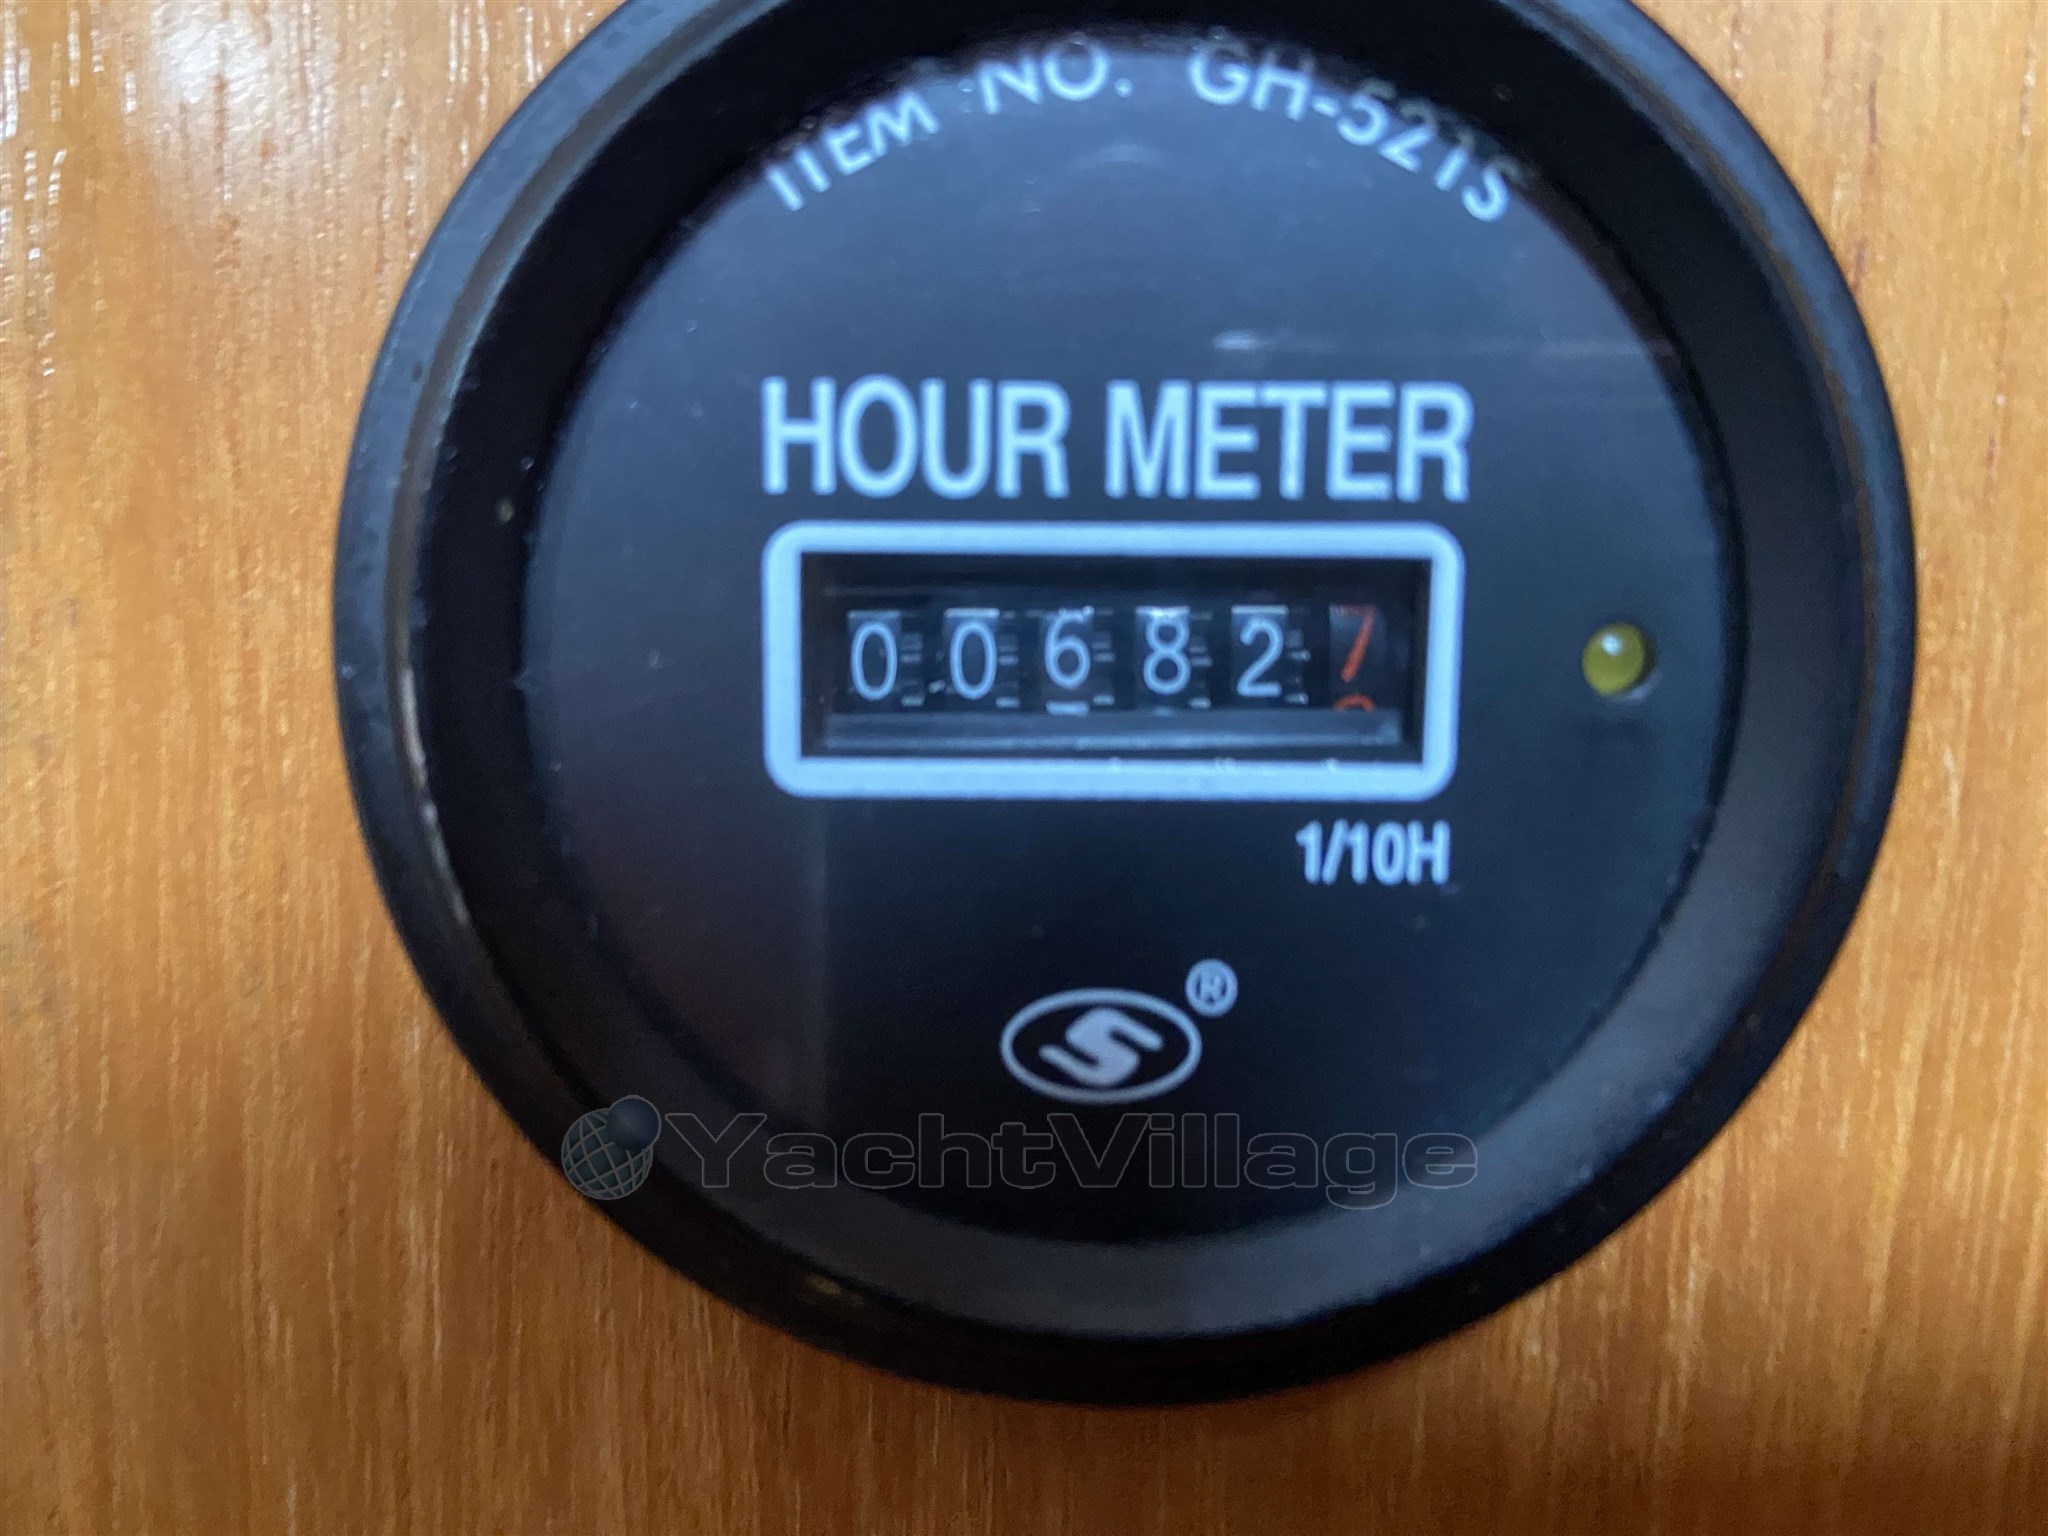 ITEM NO. GH-521S
HOUR METER
006827
1/10H
S®
YachtVillage